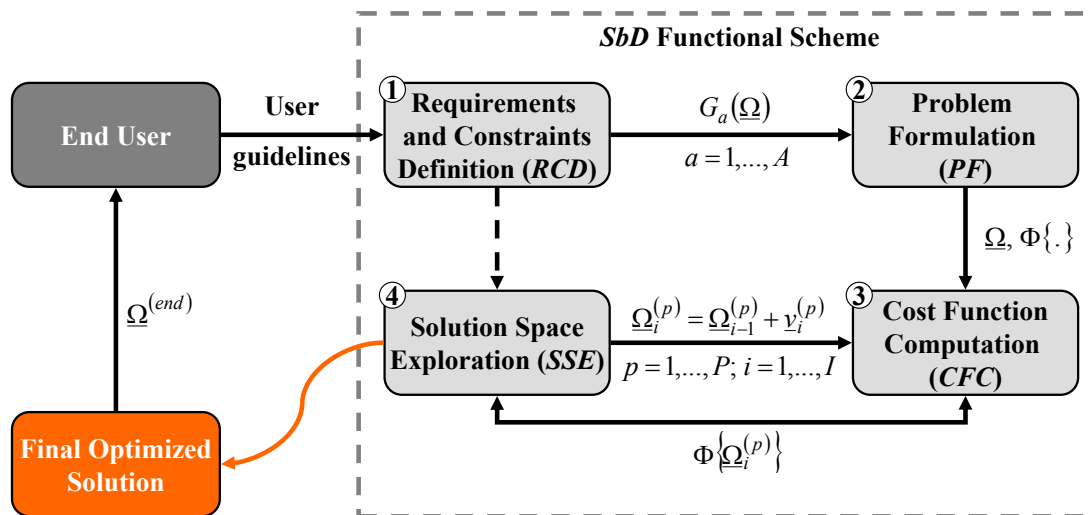 SbD Functional Scheme
End User
User
guidelines
1
Requirements
and Constraints
Definition (RCD)
G_a(Ω)
a = 1,..., A
2
Problem
Formulation
(PF)
Ω, Φ{.}
Ω^(end)
4
Solution Space
Exploration (SSE)
Ω_i^(p) = Ω_{i-1}^(p) + v_i^(p)
p = 1,..., P; i = 1,..., I
3
Cost Function
Computation
(CFC)
Φ{Ω_i^(p)}
Final Optimized
Solution